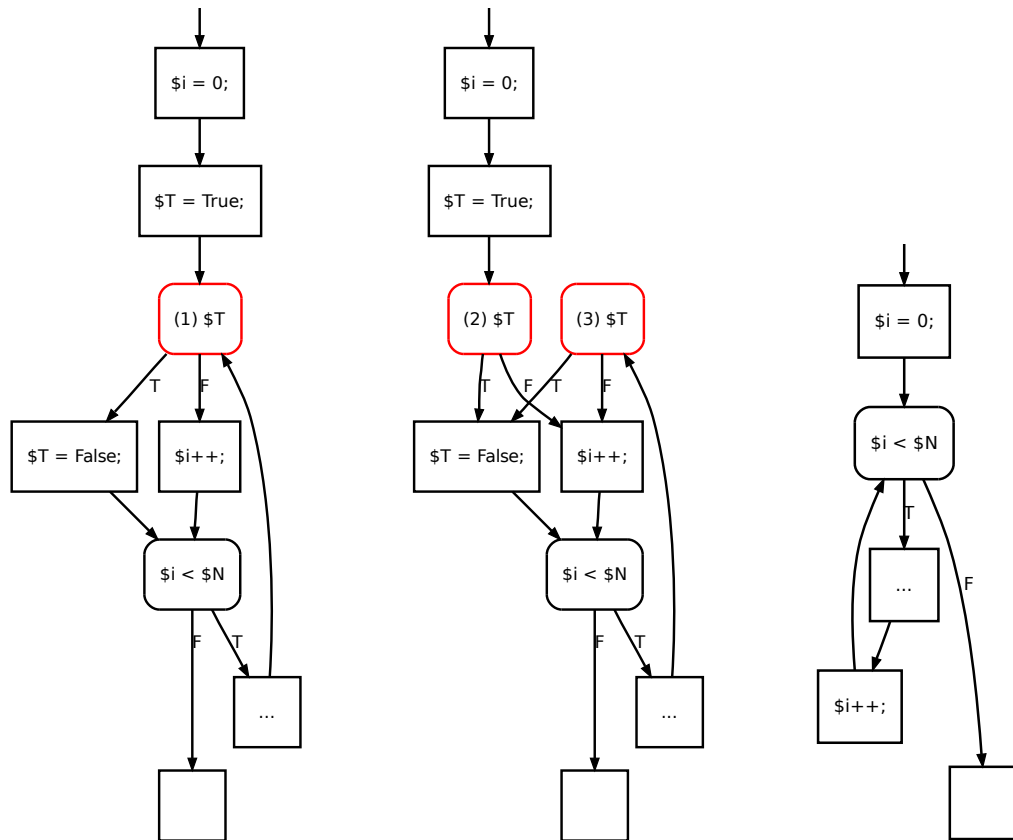 $i = 0;
$T = True;
(1) $T
T
F
$T = False;
$i++;
$i < $N
F
T
...
$i = 0;
$T = True;
(2) $T
(3) $T
T
F
T
F
$T = False;
$i++;
$i < $N
F
T
...
$i = 0;
$i < $N
T
F
...
$i++;